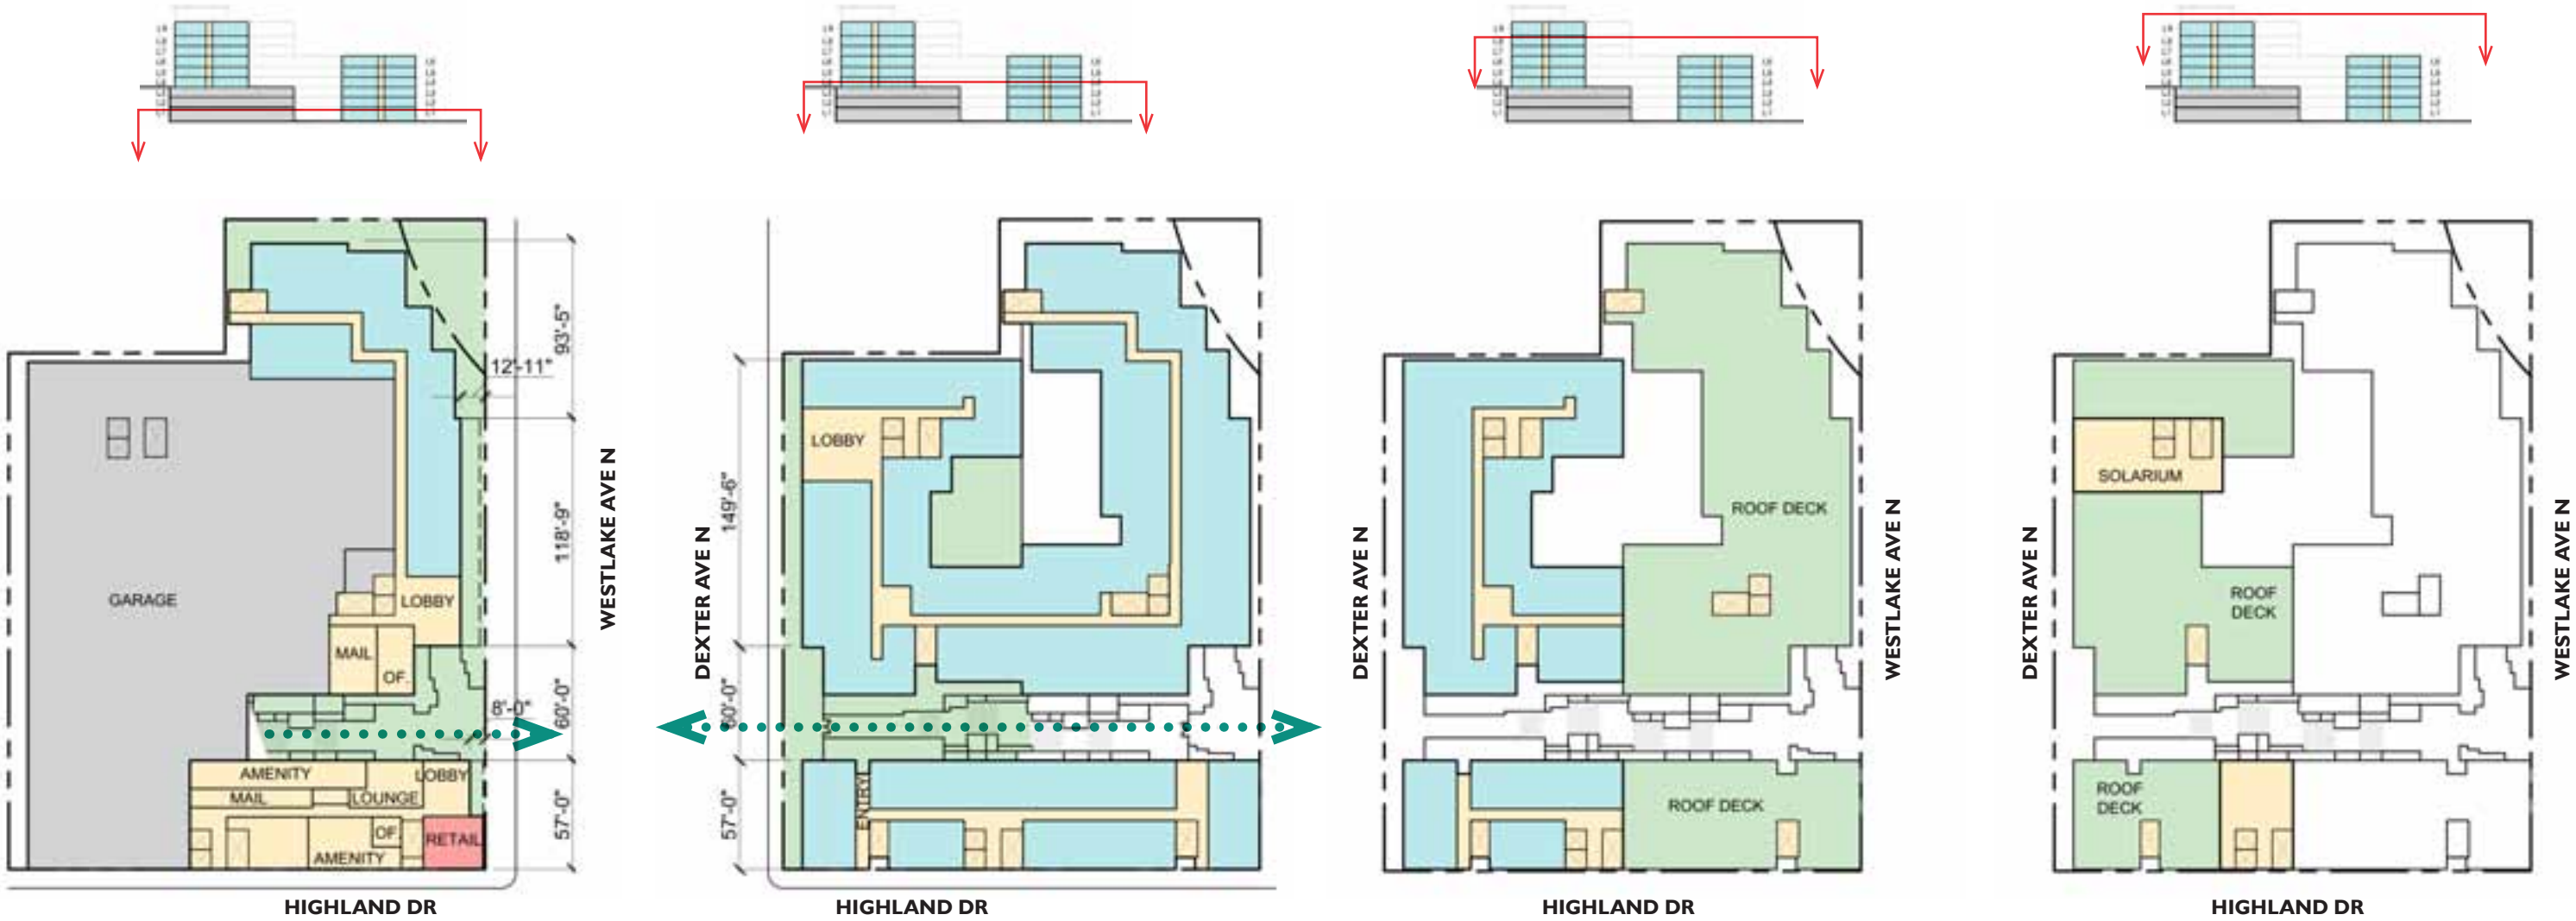 93'-5"
12'-11"
118'-9"
8'-0"
60'-0"
57'-0"
GARAGE
LOBBY
MAIL
OF.
AMENITY
LOBBY
MAIL
LOUNGE
OF.
RETAIL
AMENITY
WESTLAKE AVE N
HIGHLAND DR
DEXTER AVE N
149'-6"
60'-0"
57'-0"
LOBBY
ENTRY
HIGHLAND DR
DEXTER AVE N
ROOF DECK
ROOF DECK
WESTLAKE AVE N
HIGHLAND DR
DEXTER AVE N
SOLARIUM
ROOF
DECK
ROOF
DECK
WESTLAKE AVE N
HIGHLAND DR